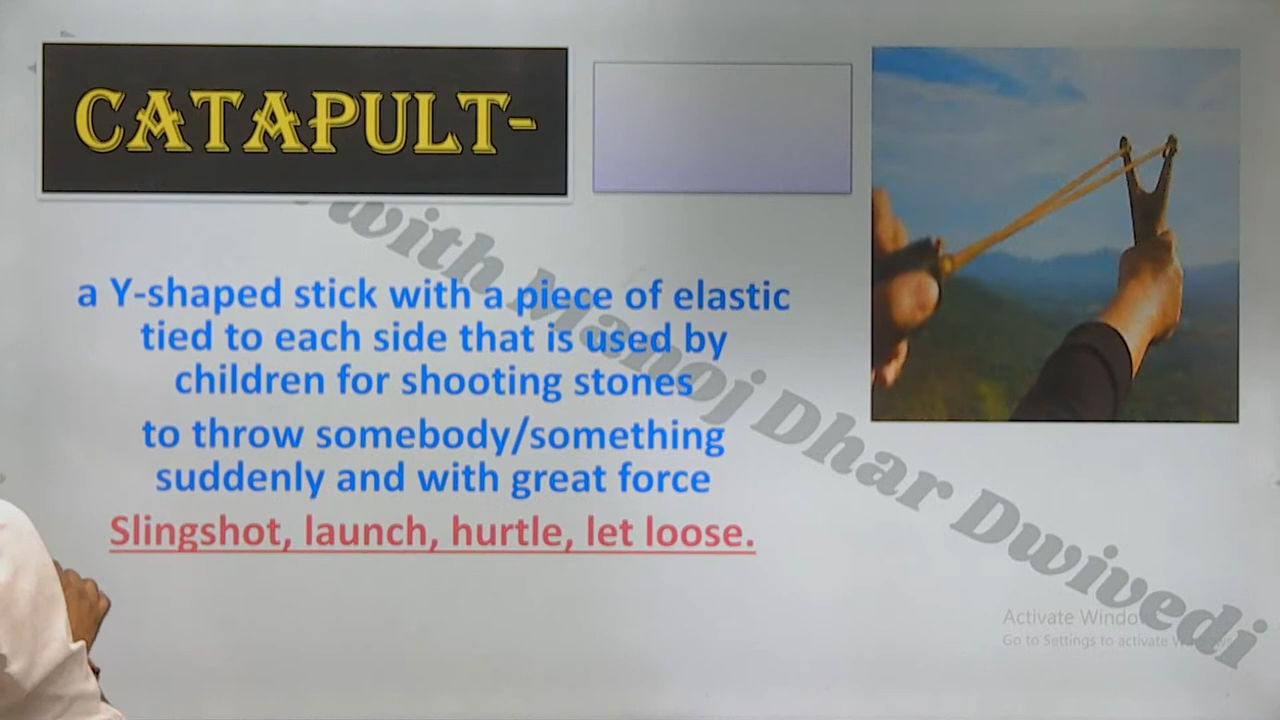 CATAPULT-
a Y-shaped stick with a piece of elastic
tied to each side that is used by
children for shooting stones
to throw somebody/something
suddenly and with great force
Slingshot, launch, hurtle, let loose.
with Manoj Dhar Dwivedi
Activate Windo
Go to Settings to activate Windows.